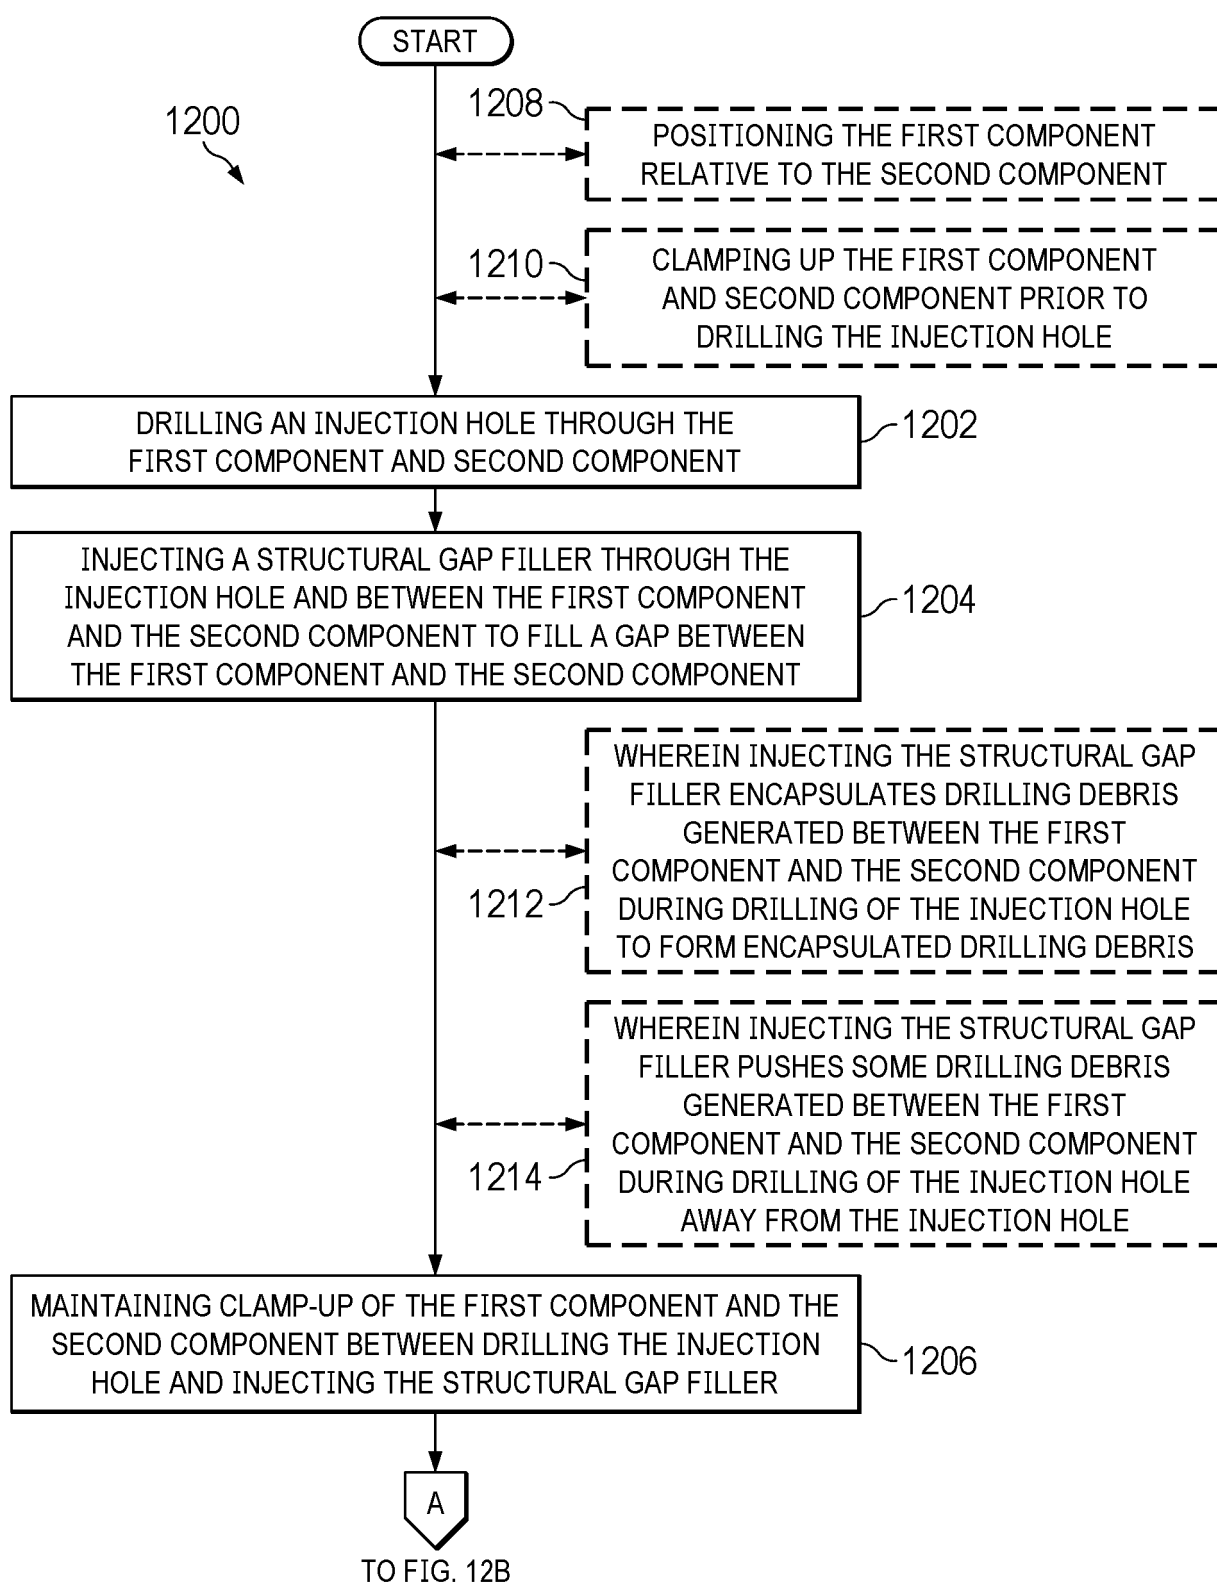 START
1200
1208
POSITIONING THE FIRST COMPONENT
RELATIVE TO THE SECOND COMPONENT
1210
CLAMPING UP THE FIRST COMPONENT
AND SECOND COMPONENT PRIOR TO
DRILLING THE INJECTION HOLE
DRILLING AN INJECTION HOLE THROUGH THE
FIRST COMPONENT AND SECOND COMPONENT
1202
INJECTING A STRUCTURAL GAP FILLER THROUGH THE
INJECTION HOLE AND BETWEEN THE FIRST COMPONENT
AND THE SECOND COMPONENT TO FILL A GAP BETWEEN
THE FIRST COMPONENT AND THE SECOND COMPONENT
1204
WHEREIN INJECTING THE STRUCTURAL GAP
FILLER ENCAPSULATES DRILLING DEBRIS
GENERATED BETWEEN THE FIRST
COMPONENT AND THE SECOND COMPONENT
DURING DRILLING OF THE INJECTION HOLE
TO FORM ENCAPSULATED DRILLING DEBRIS
1212
WHEREIN INJECTING THE STRUCTURAL GAP
FILLER PUSHES SOME DRILLING DEBRIS
GENERATED BETWEEN THE FIRST
COMPONENT AND THE SECOND COMPONENT
DURING DRILLING OF THE INJECTION HOLE
AWAY FROM THE INJECTION HOLE
1214
MAINTAINING CLAMP-UP OF THE FIRST COMPONENT AND THE
SECOND COMPONENT BETWEEN DRILLING THE INJECTION
HOLE AND INJECTING THE STRUCTURAL GAP FILLER
1206
A
TO FIG. 12B